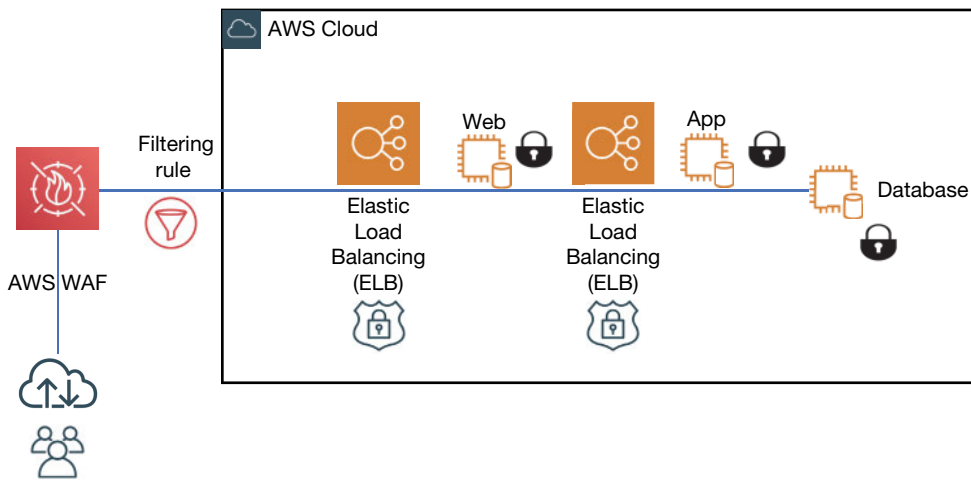 AWS Cloud
Web
App
Filtering
rule
Database
Elastic
Load
Balancing
(ELB)
Elastic
Load
Balancing
(ELB)
AWS WAF